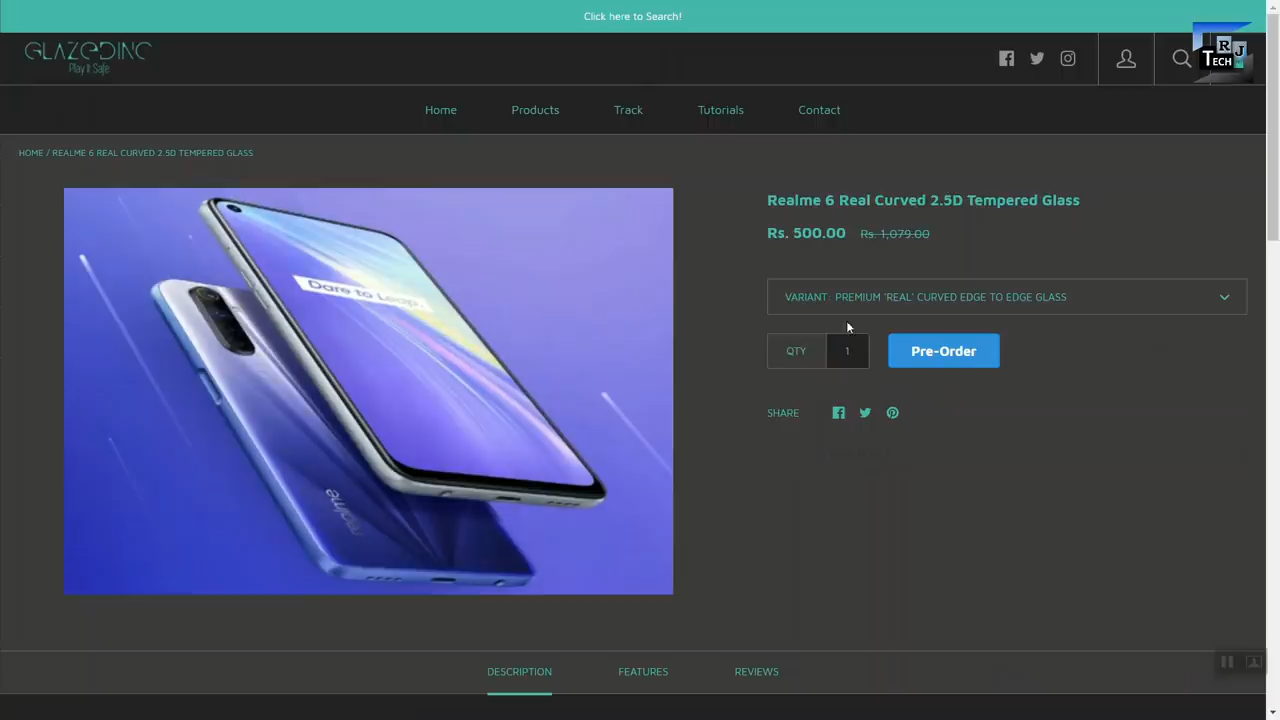 Click here to Search!
GLAZEDINC
Play It Safe
RJ
TECH
Home
Products
Track
Tutorials
Contact
HOME / REALME 6 REAL CURVED 2.5D TEMPERED GLASS
Dare to Leap
realme
Realme 6 Real Curved 2.5D Tempered Glass
Rs. 500.00 Rs. 1,079.00
VARIANT: PREMIUM 'REAL' CURVED EDGE TO EDGE GLASS
QTY 1 Pre-Order
SHARE
DESCRIPTION
FEATURES
REVIEWS